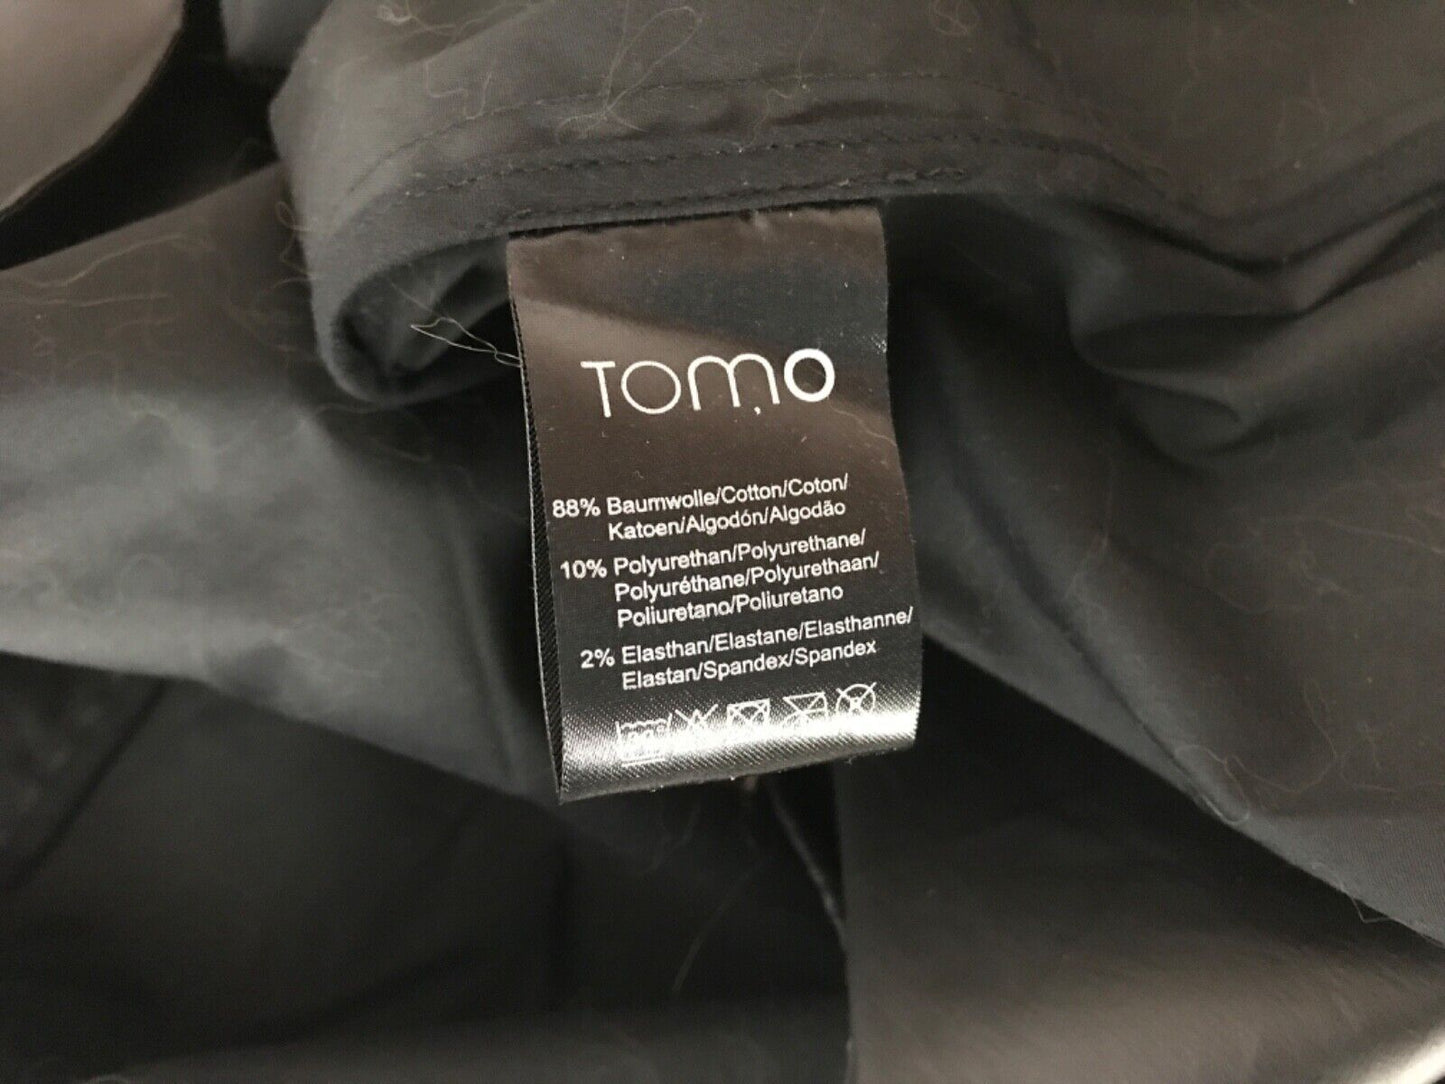 TOMO
88% Baumwolle/Cotton/Coton/
Katoen/Algodón/Algodão
10% Polyurethan/Polyurethane/
Polyuréthane/Polyurethaan/
Poliuretano/Poliuretano
2% Elasthan/Elastane/Elasthanne/
Elastan/Spandex/Spandex